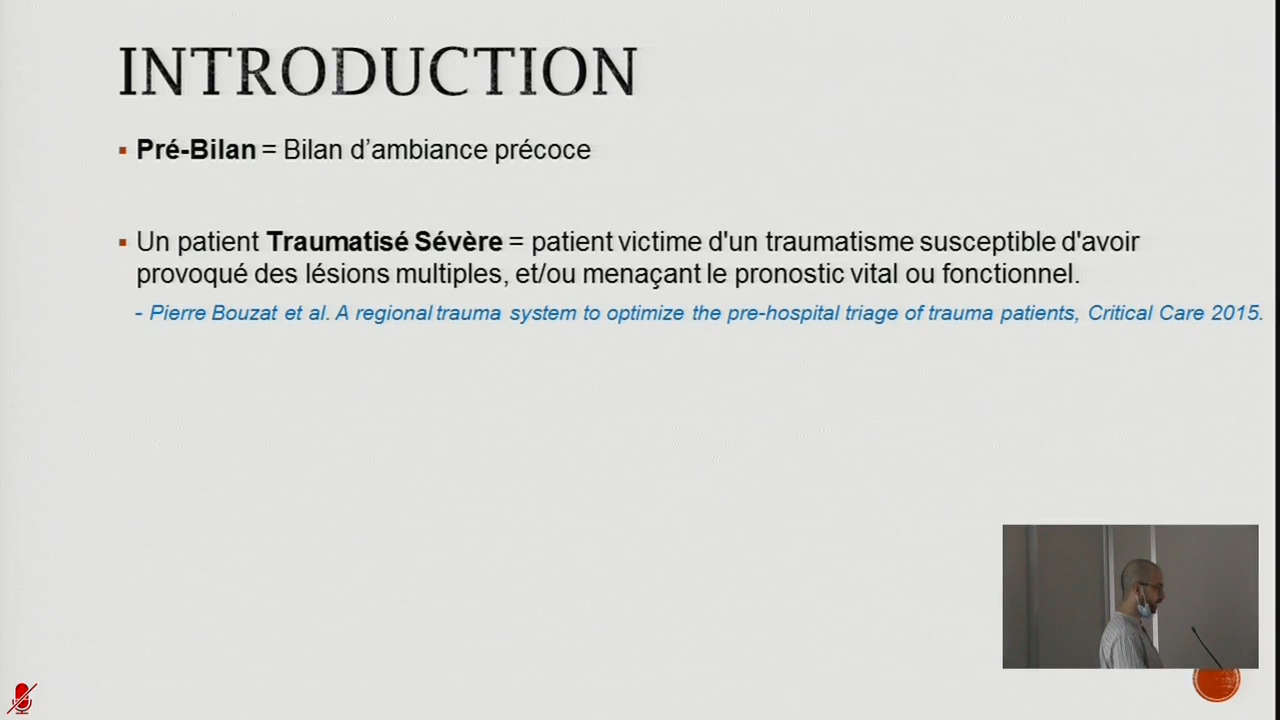 INTRODUCTION
Pré-Bilan = Bilan d’ambiance précoce
Un patient Traumatisé Sévère = patient victime d'un traumatisme susceptible d'avoir
provoqué des lésions multiples, et/ou menaçant le pronostic vital ou fonctionnel.
- Pierre Bouzat et al. A regional trauma system to optimize the pre-hospital triage of trauma patients, Critical Care 2015.